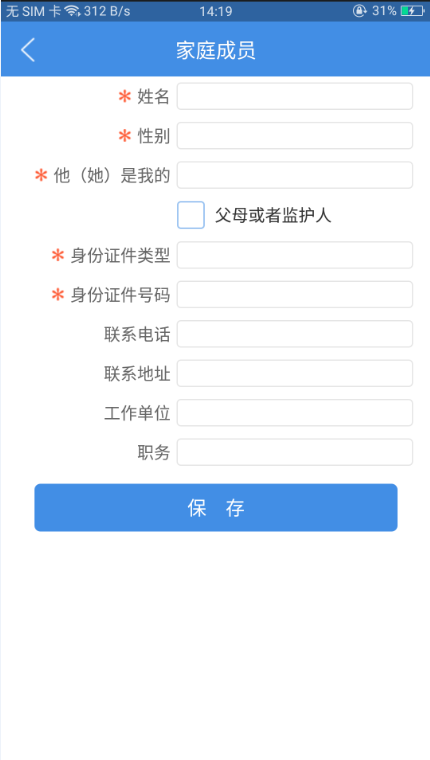 无 SIM 卡 312 B/s 14:19 31%
家庭成员
* 姓名
* 性别
* 他（她）是我的
父母或者监护人
* 身份证件类型
* 身份证件号码
联系电话
联系地址
工作单位
职务
保 存